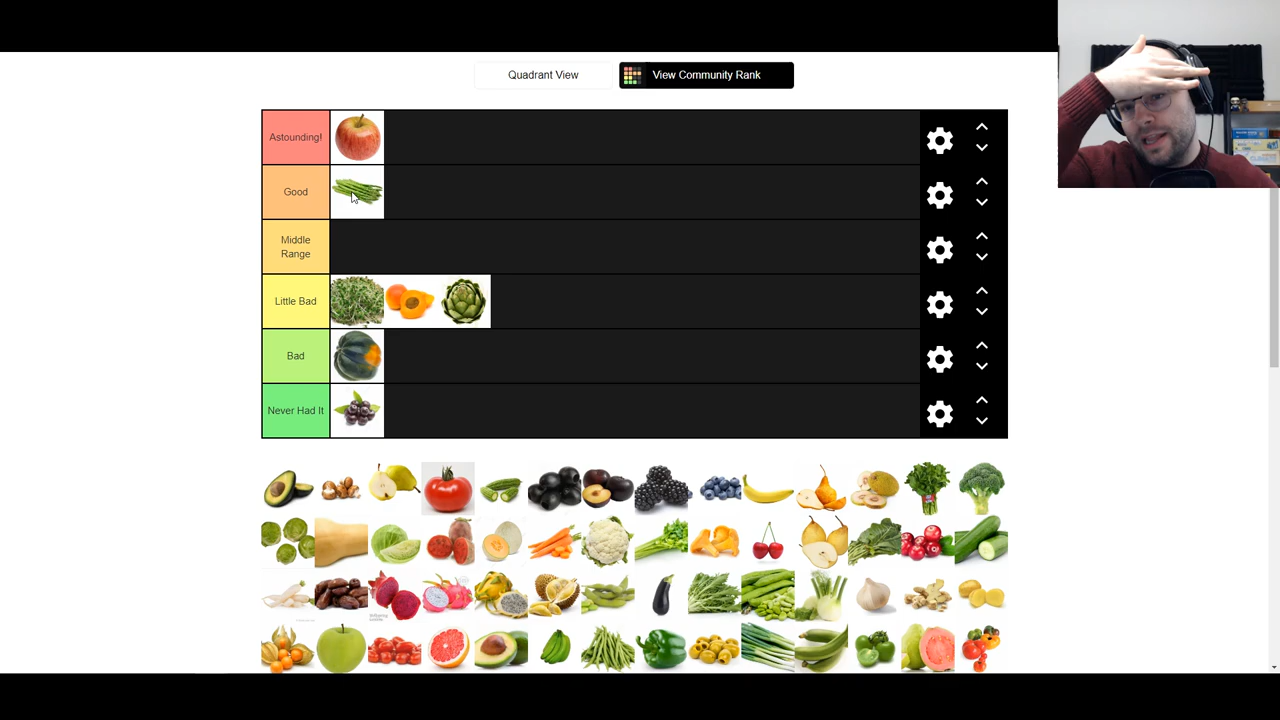 Quadrant View
View Community Rank
Astounding!
Good
Middle
Range
Little Bad
Bad
Never Had It